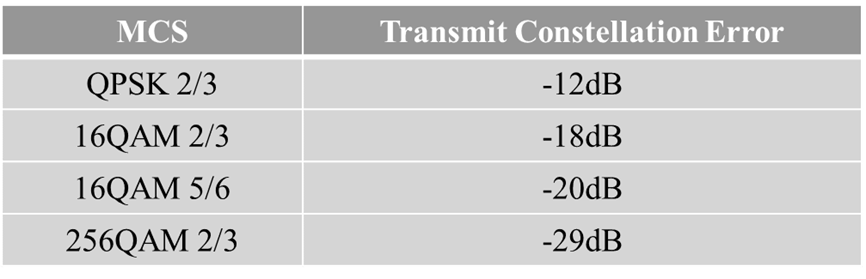 MCS Transmit Constellation Error
QPSK 2/3 -12dB
16QAM 2/3 -18dB
16QAM 5/6 -20dB
256QAM 2/3 -29dB